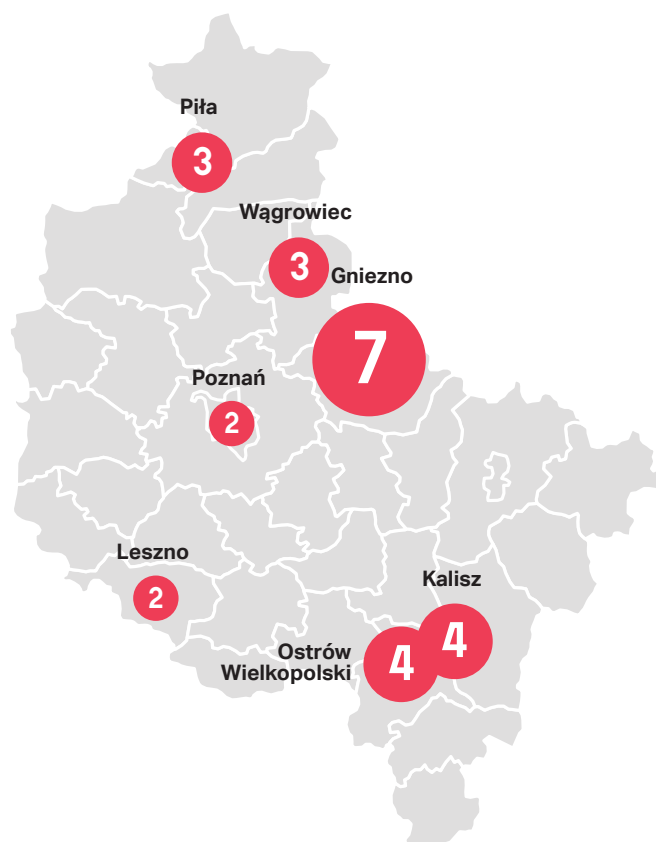 Piła
3
Wągrowiec
3
Gniezno
7
Poznań
2
Leszno
2
Kalisz
4
Ostrów
Wielkopolski
4